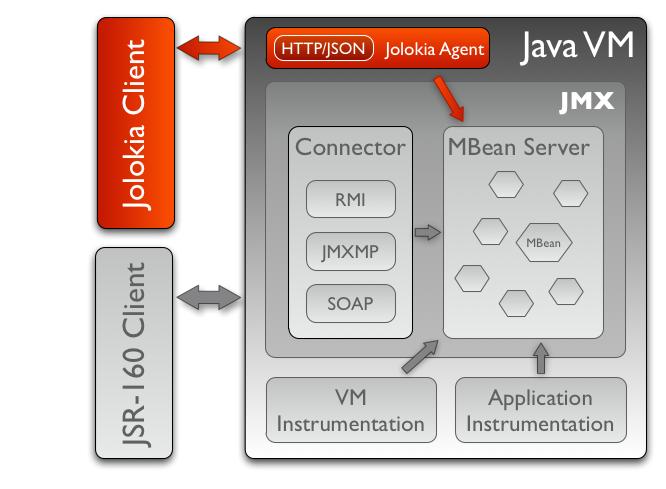 Jolokia Client
HTTP/JSON
Jolokia Agent
Java VM
JMX
Connector
RMI
JMXMP
SOAP
MBean Server
MBean
JSR-160 Client
VM
Instrumentation
Application
Instrumentation